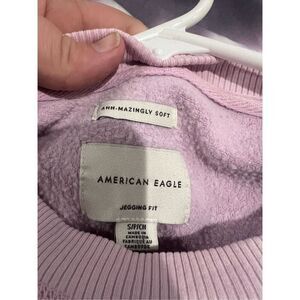 AHH-MAZINGLY SOFT
AMERICAN EAGLE
JEGGING FIT
S/P/CH
MADE IN
CAMBODIA
FABRIQUÉ AU
CAMBODGE